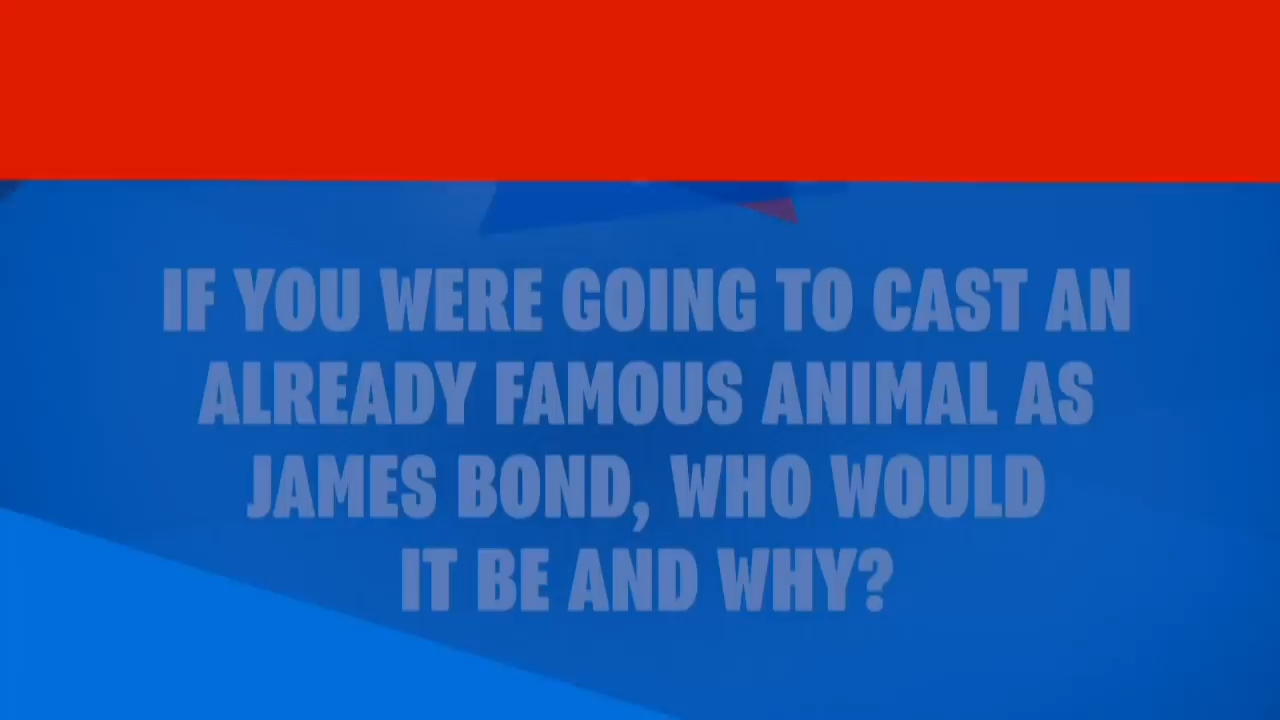 IF YOU WERE GOING TO CAST AN
ALREADY FAMOUS ANIMAL AS
JAMES BOND, WHO WOULD
IT BE AND WHY?